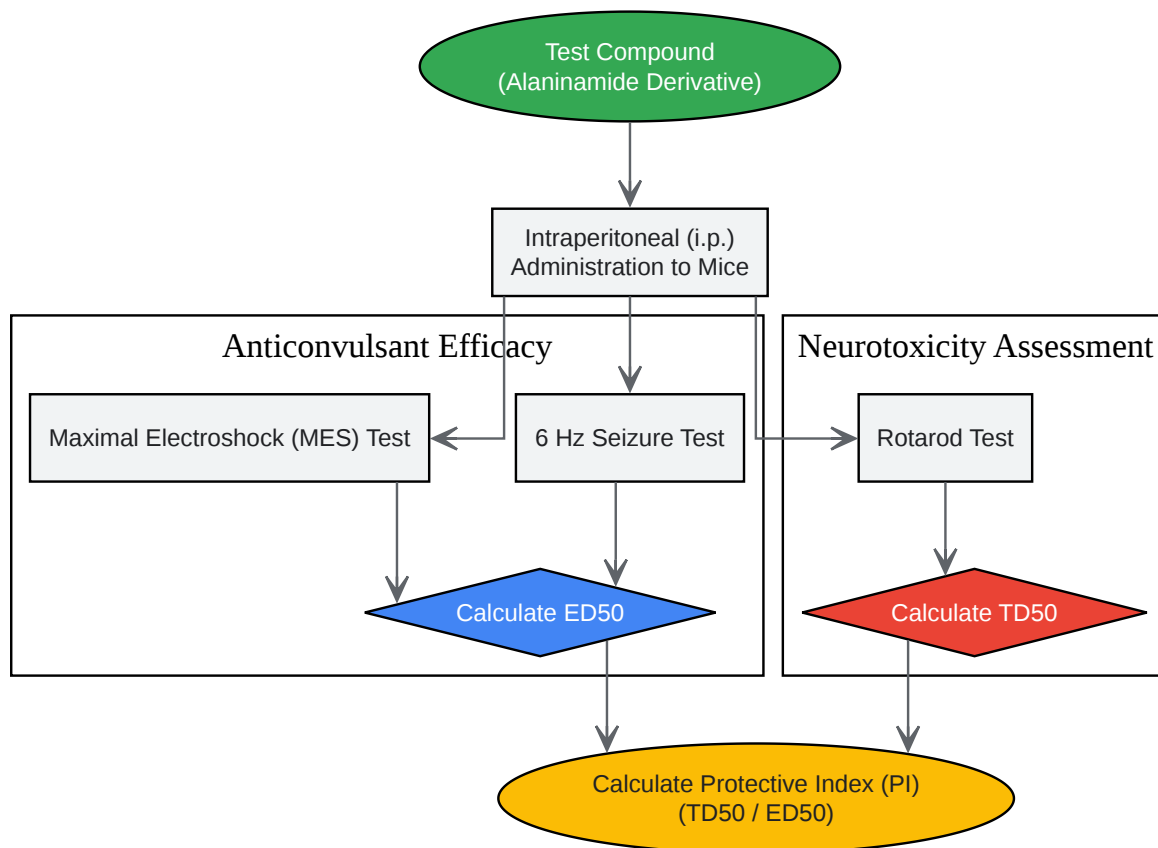 Test Compound
(Alaninamide Derivative)
Intraperitoneal (i.p.)
Administration to Mice
Anticonvulsant Efficacy
Neurotoxicity Assessment
Maximal Electroshock (MES) Test
6 Hz Seizure Test
Rotarod Test
Calculate ED50
Calculate TD50
Calculate Protective Index (PI)
(TD50 / ED50)